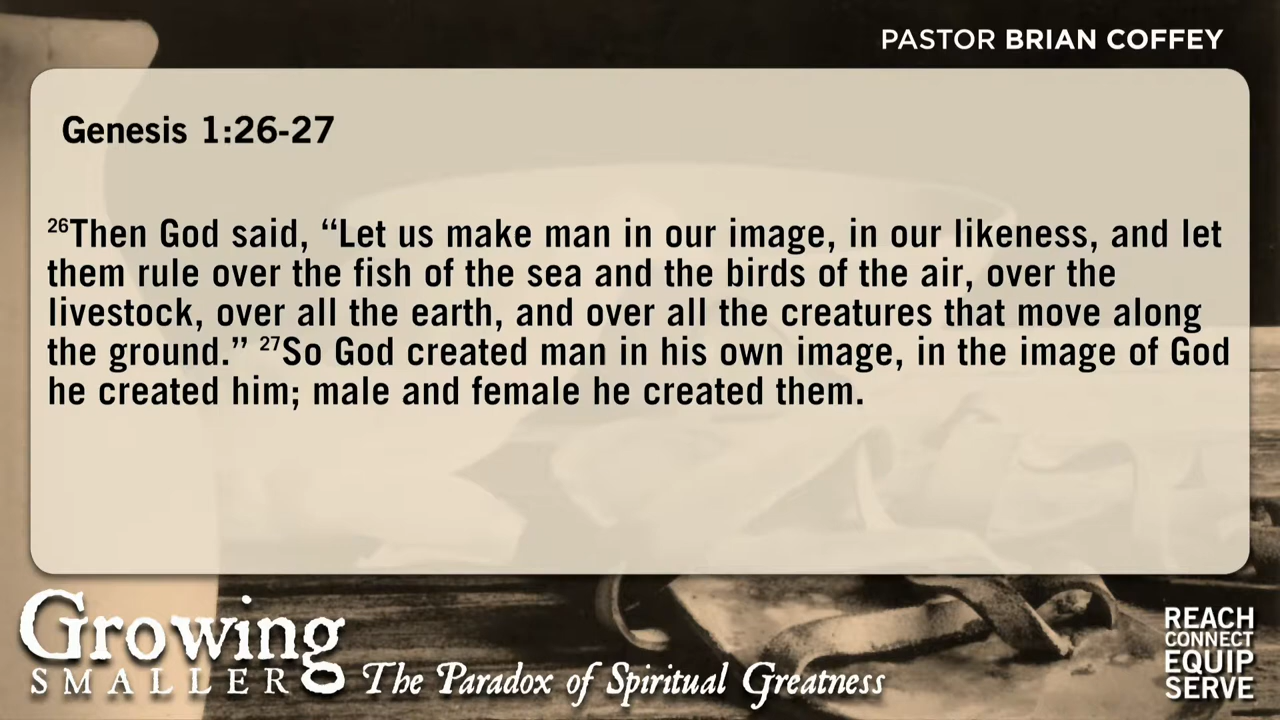 PASTOR BRIAN COFFEY
Genesis 1:26-27
²⁶Then God said, “Let us make man in our image, in our likeness, and let
them rule over the fish of the sea and the birds of the air, over the
livestock, over all the earth, and over all the creatures that move along
the ground.” ²⁷So God created man in his own image, in the image of God
he created him; male and female he created them.
Growing
SMALLER
The Paradox of Spiritual Greatness
REACH
CONNECT
EQUIP
SERVE